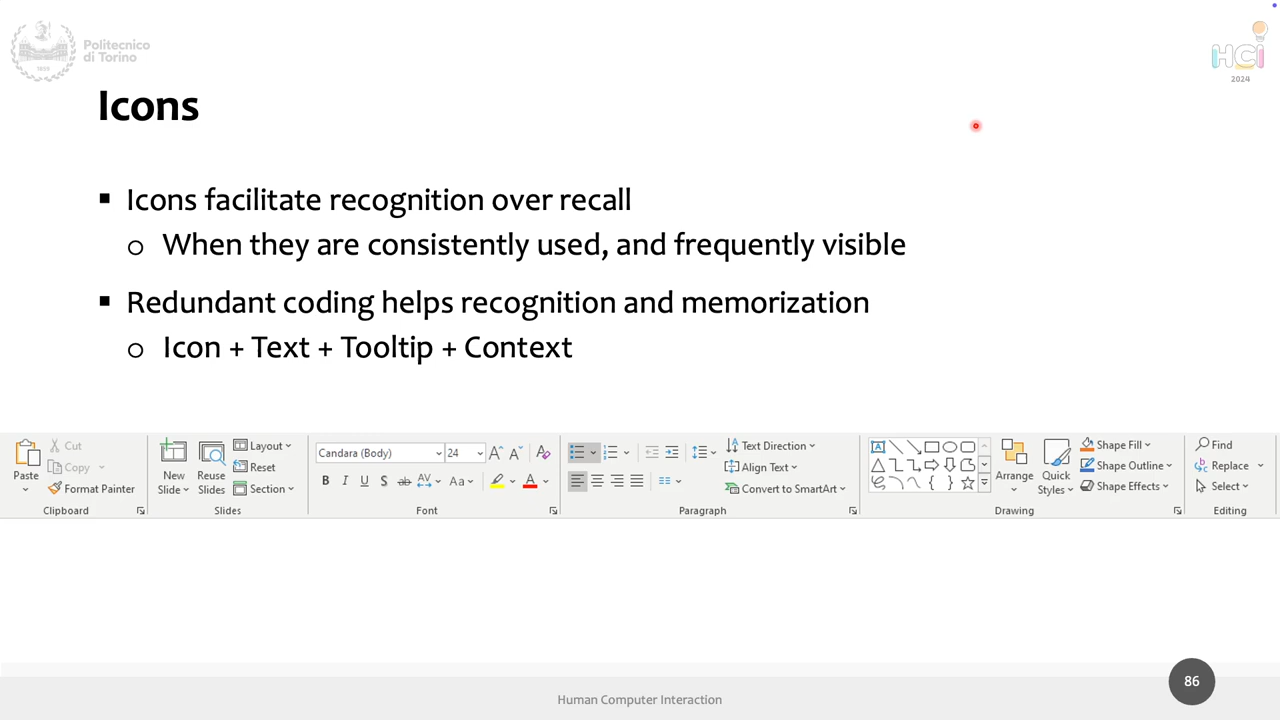 Politecnico
di Torino
1859
HCI
2024
Icons
Icons facilitate recognition over recall
When they are consistently used, and frequently visible
Redundant coding helps recognition and memorization
Icon + Text + Tooltip + Context
Paste
Cut
Copy
Format Painter
Clipboard
New
Slide
Reuse
Slides
Layout
Reset
Section
Slides
Candara (Body)
24
A A A
B I U S ab AV Aa A
Font
Text Direction
Align Text
Convert to SmartArt
Paragraph
A
Arrange
Quick
Styles
Shape Fill
Shape Outline
Shape Effects
Drawing
Find
Replace
Select
Editing
Human Computer Interaction
86